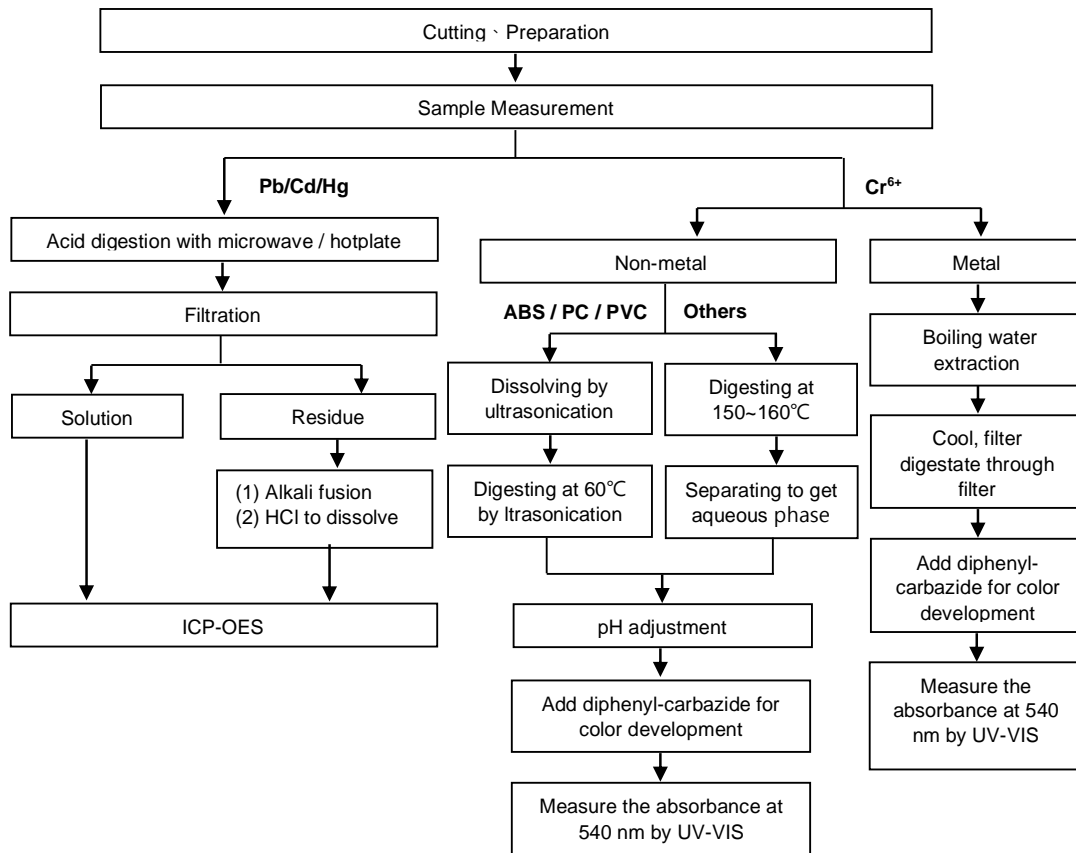 Cutting、Preparation
Sample Measurement
Pb/Cd/Hg
Cr6+
Acid digestion with microwave / hotplate
Filtration
Solution
Residue
(1) Alkali fusion
(2) HCl to dissolve
ICP-OES
Non-metal
ABS / PC / PVC
Others
Dissolving by
ultrasonication
Digesting at
150~160℃
Digesting at 60℃
by ltrasonication
Separating to get
aqueous phase
pH adjustment
Add diphenyl-carbazide for
color development
Measure the absorbance at
540 nm by UV-VIS
Metal
Boiling water
extraction
Cool, filter
digestate through
filter
Add diphenyl-
carbazide for color
development
Measure the
absorbance at 540
nm by UV-VIS